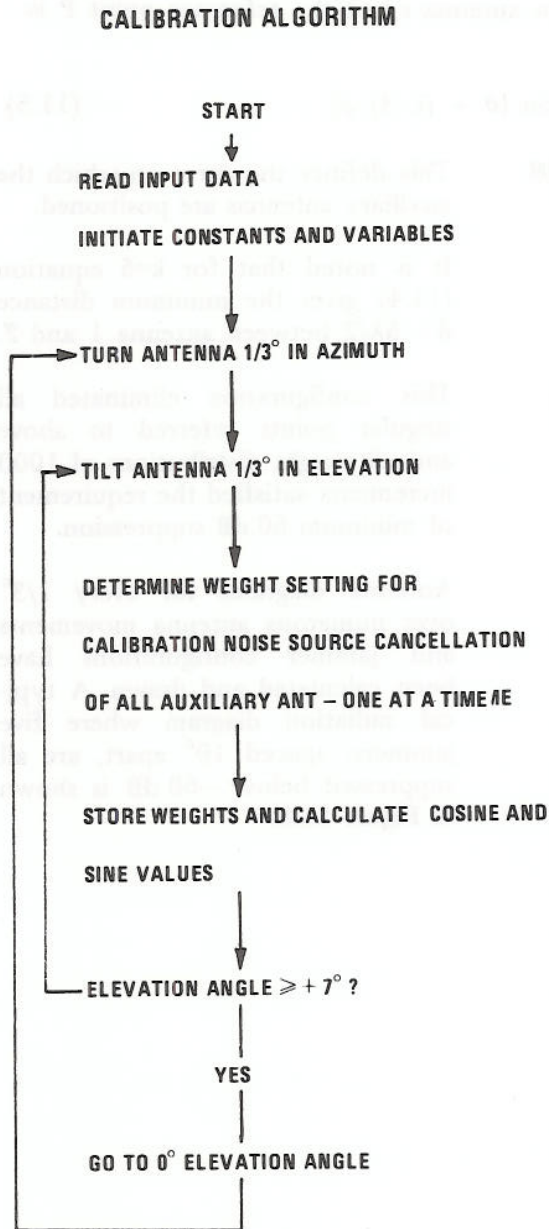 CALIBRATION ALGORITHM
START
READ INPUT DATA
INITIATE CONSTANTS AND VARIABLES
TURN ANTENNA 1/3° IN AZIMUTH
TILT ANTENNA 1/3° IN ELEVATION
DETERMINE WEIGHT SETTING FOR
CALIBRATION NOISE SOURCE CANCELLATION
OF ALL AUXILIARY ANT – ONE AT A TIME
STORE WEIGHTS AND CALCULATE COSINE AND
SINE VALUES
ELEVATION ANGLE ≥ + 7° ?
YES
GO TO 0° ELEVATION ANGLE